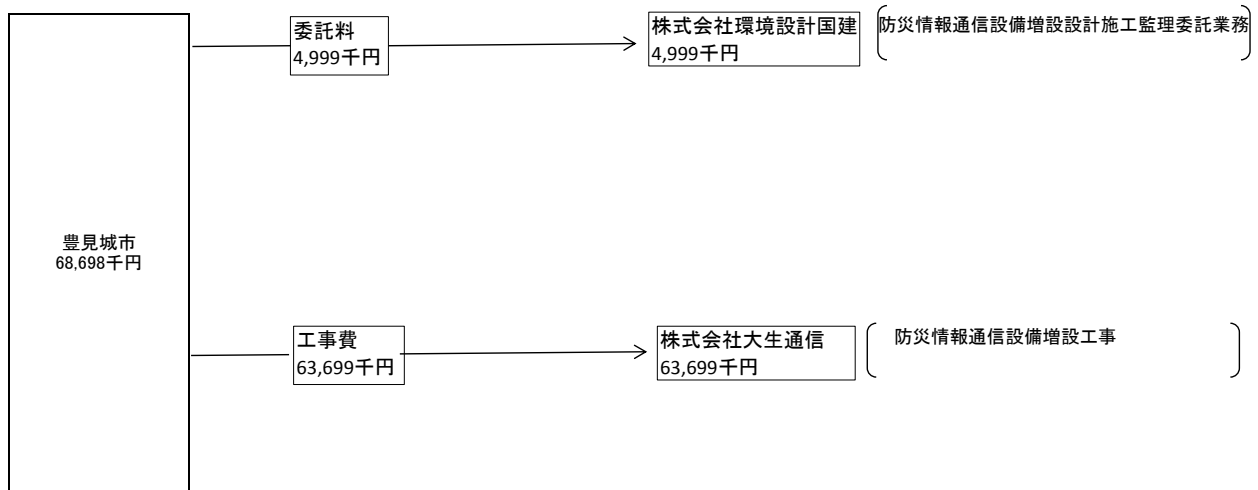 委託料
4,999千円
株式会社環境設計国建
4,999千円
防災情報通信設備増設設計施工監理委託業務
豊見城市
68,698千円
工事費
63,699千円
株式会社大生通信
63,699千円
防災情報通信設備増設工事